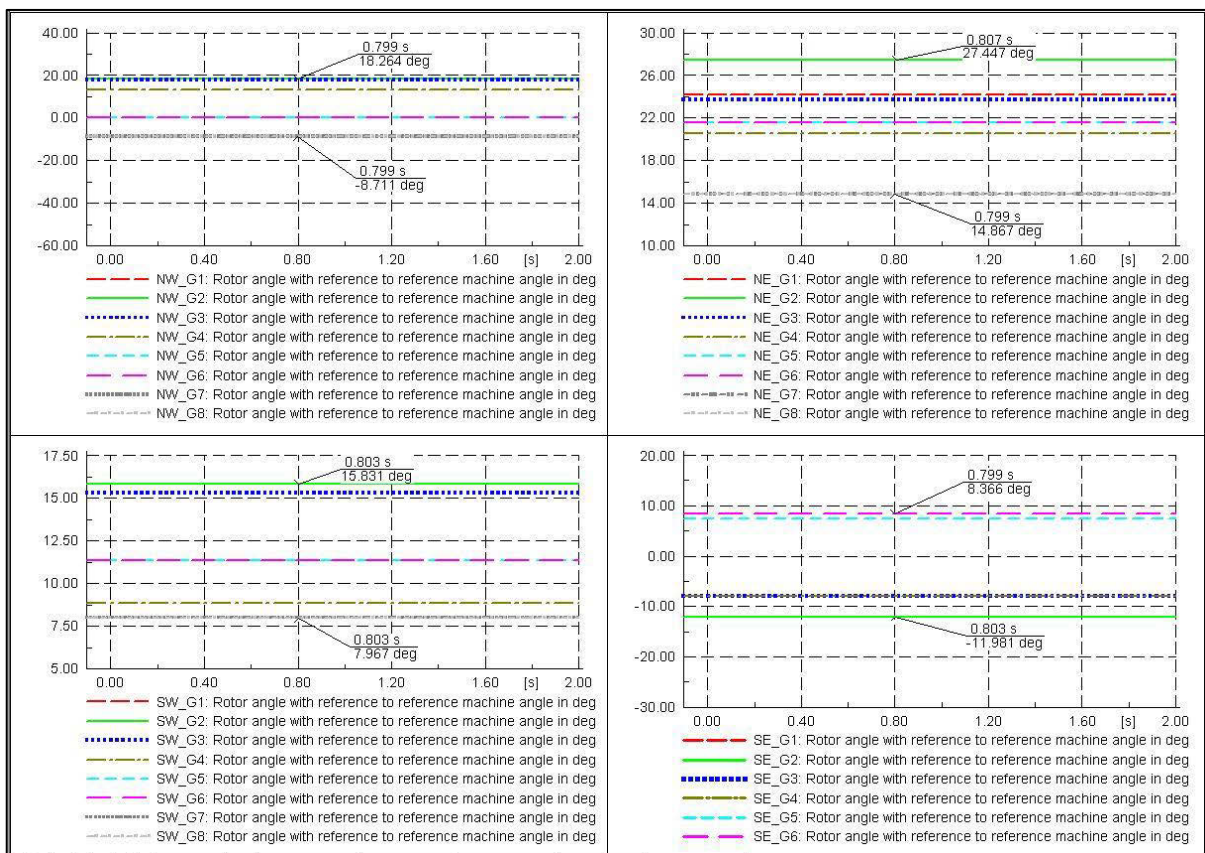 40.00
20.00
0.00
-20.00
-40.00
-60.00
0.799 s
18.264 deg
0.799 s
-8.711 deg
0.00 0.40 0.80 1.20 1.60 [s] 2.00
NW_G1: Rotor angle with reference to reference machine angle in deg
NW_G2: Rotor angle with reference to reference machine angle in deg
NW_G3: Rotor angle with reference to reference machine angle in deg
NW_G4: Rotor angle with reference to reference machine angle in deg
NW_G5: Rotor angle with reference to reference machine angle in deg
NW_G6: Rotor angle with reference to reference machine angle in deg
NW_G7: Rotor angle with reference to reference machine angle in deg
NW_G8: Rotor angle with reference to reference machine angle in deg
30.00
26.00
22.00
18.00
14.00
10.00
0.807 s
27.447 deg
0.799 s
14.867 deg
0.00 0.40 0.80 1.20 1.60 [s] 2.00
NE_G1: Rotor angle with reference to reference machine angle in deg
NE_G2: Rotor angle with reference to reference machine angle in deg
NE_G3: Rotor angle with reference to reference machine angle in deg
NE_G4: Rotor angle with reference to reference machine angle in deg
NE_G5: Rotor angle with reference to reference machine angle in deg
NE_G6: Rotor angle with reference to reference machine angle in deg
NE_G7: Rotor angle with reference to reference machine angle in deg
NE_G8: Rotor angle with reference to reference machine angle in deg
17.50
15.00
12.50
10.00
7.50
5.00
0.803 s
15.831 deg
0.803 s
7.967 deg
0.00 0.40 0.80 1.20 [s] 2.00
SW_G1: Rotor angle with reference to reference machine angle in deg
SW_G2: Rotor angle with reference to reference machine angle in deg
SW_G3: Rotor angle with reference to reference machine angle in deg
SW_G4: Rotor angle with reference to reference machine angle in deg
SW_G5: Rotor angle with reference to reference machine angle in deg
SW_G6: Rotor angle with reference to reference machine angle in deg
SW_G7: Rotor angle with reference to reference machine angle in deg
SW_G8: Rotor angle with reference to reference machine angle in deg
20.00
10.00
0.00
-10.00
-20.00
-30.00
0.799 s
8.366 deg
0.803 s
-11.981 deg
0.00 0.40 0.80 1.20 1.60 [s] 2.00
SE_G1: Rotor angle with reference to reference machine angle in deg
SE_G2: Rotor angle with reference to reference machine angle in deg
SE_G3: Rotor angle with reference to reference machine angle in deg
SE_G4: Rotor angle with reference to reference machine angle in deg
SE_G5: Rotor angle with reference to reference machine angle in deg
SE_G6: Rotor angle with reference to reference machine angle in deg